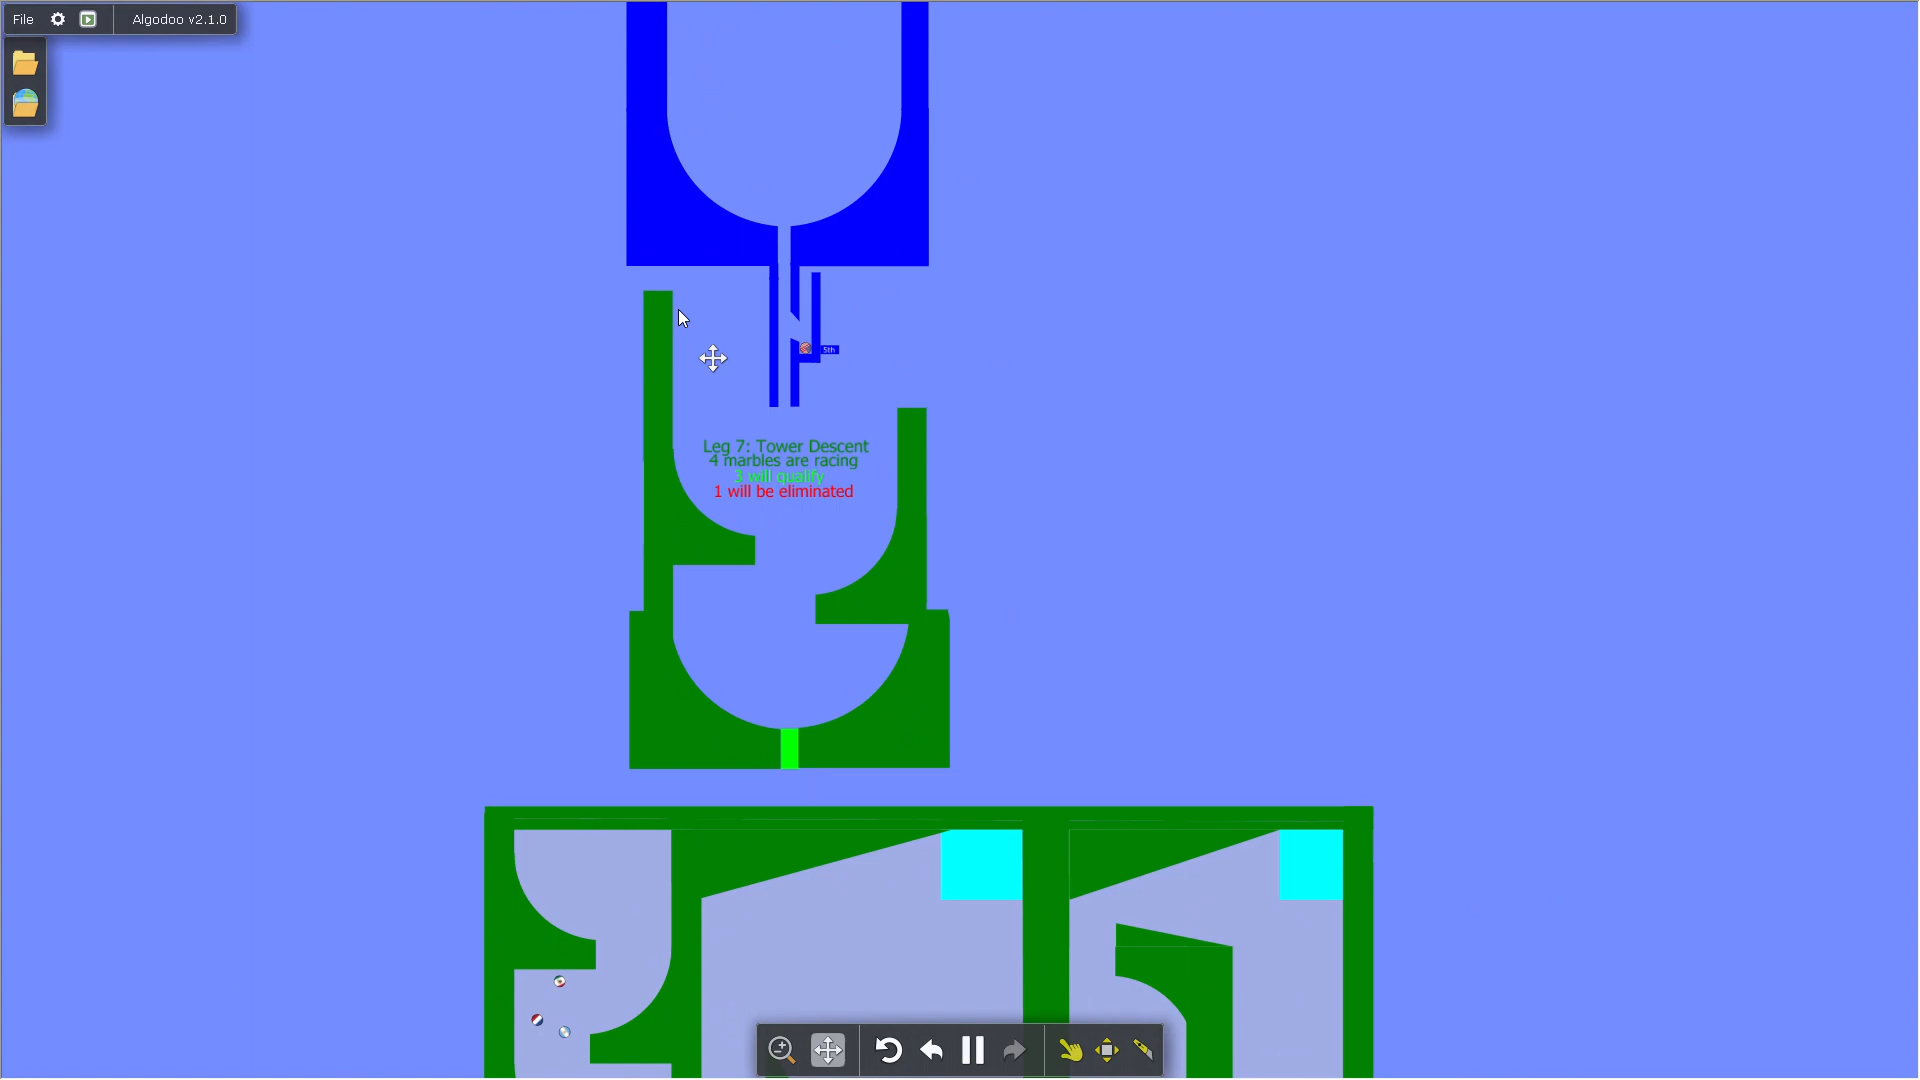 File
Algodoo v2.1.0
5th
Leg 7: Tower Descent
4 marbles are racing
will qualify
1 will be eliminated